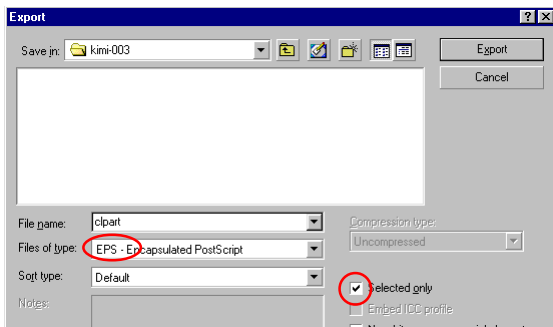 Export
Save in: kimi-003
Export
Cancel
File name: clpart
Compression type:
Files of type: EPS - Encapsulated PostScript
Uncompressed
Sort type: Default
Selected only
Notes:
Embed ICC profile